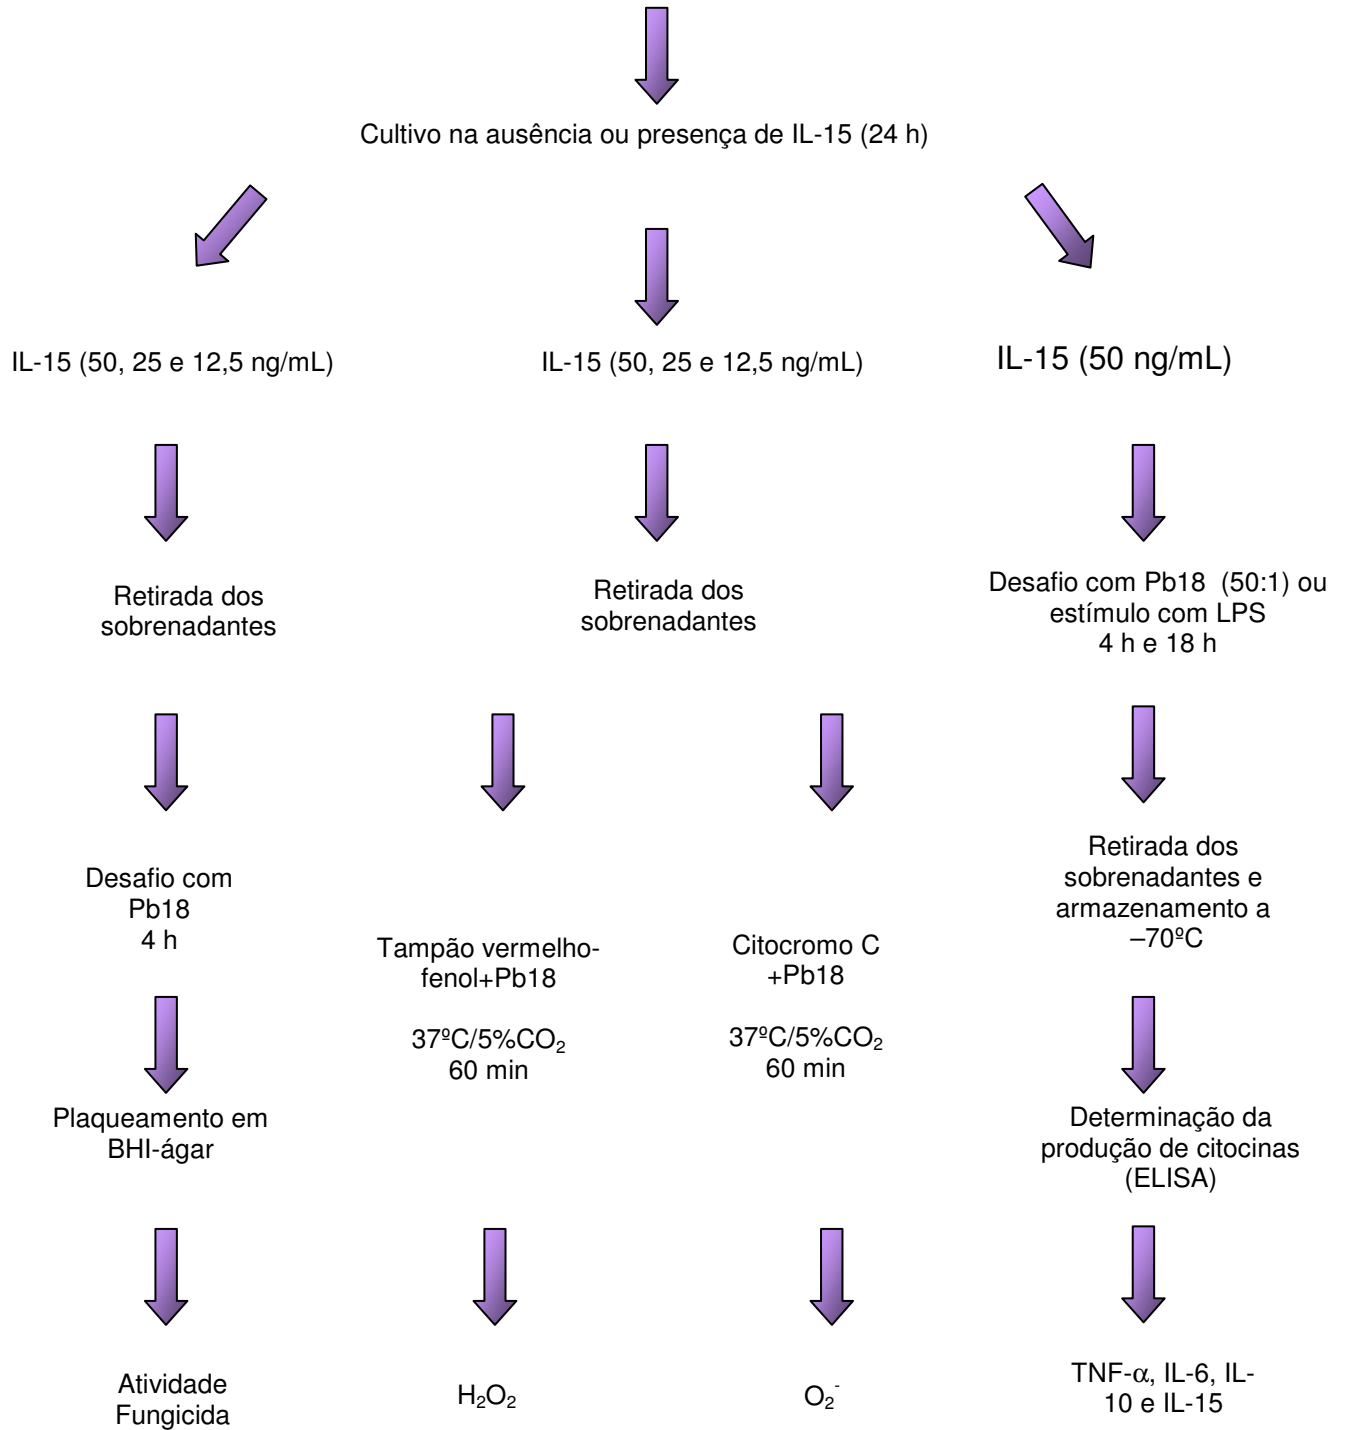 Cultivo na ausência ou presença de IL-15 (24 h)
IL-15 (50, 25 e 12,5 ng/mL)
IL-15 (50, 25 e 12,5 ng/mL)
IL-15 (50 ng/mL)
Retirada dos
sobrenadantes
Retirada dos
sobrenadantes
Desafio com Pb18 (50:1) ou
estímulo com LPS
4 h e 18 h
Desafio com
Pb18
4 h
Tampão vermelho-
fenol+Pb18
37ºC/5%CO₂
60 min
Citocromo C
+Pb18
37ºC/5%CO₂
60 min
Retirada dos
sobrenadantes e
armazenamento a
–70ºC
Plaqueamento em
BHI-ágar
Determinação da
produção de citocinas
(ELISA)
Atividade
Fungicida
H₂O₂
O₂⁻
TNF-α, IL-6, IL-
10 e IL-15